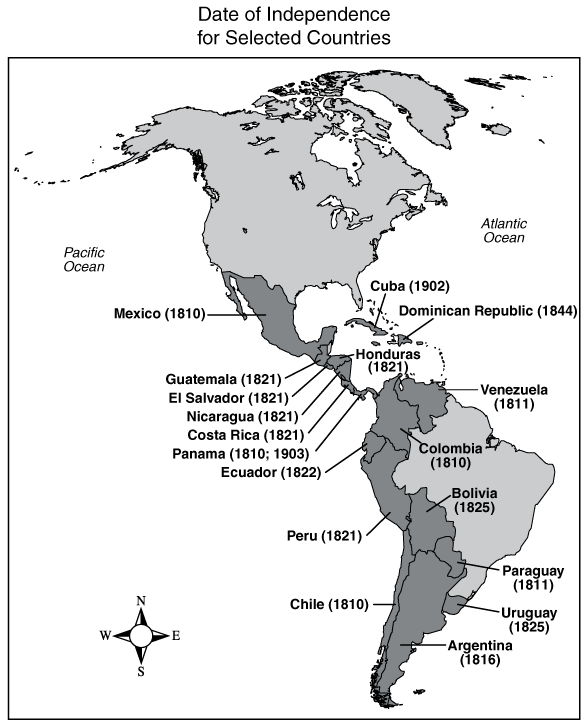 Date of Independence
for Selected Countries
Atlantic
Ocean
Pacific
Ocean
Cuba (1902)
Mexico (1810)
Dominican Republic (1844)
Honduras
(1821)
Guatemala (1821)
El Salvador (1821)
Venezuela
(1811)
Nicaragua (1821)
Costa Rica (1821)
Panama (1810; 1903)
Colombia
(1810)
Ecuador (1822)
Bolivia
(1825)
Peru (1821)
Paraguay
(1811)
Chile (1810)
Uruguay
(1825)
Argentina
(1816)
N
W E
S